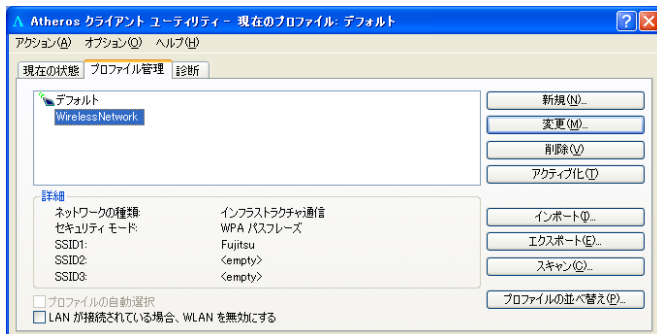 Atheros クライアント ユーティリティ - 現在のプロファイル: デフォルト
アクション(A) オプション(O) ヘルプ(H)
現在の状態 プロファイル管理 診断
デフォルト
WirelessNetwork
新規(N)...
変更(M)...
削除(V)
アクティブ化(T)
詳細
ネットワークの種類: インフラストラクチャ通信
セキュリティ モード: WPA パスフレーズ
SSID1: Fujitsu
SSID2: <empty>
SSID3: <empty>
インポート(I)...
エクスポート(E)...
スキャン(C)...
プロファイルの並べ替え(P)...
プロファイルの自動選択
LAN が接続されている場合、WLAN を無効にする